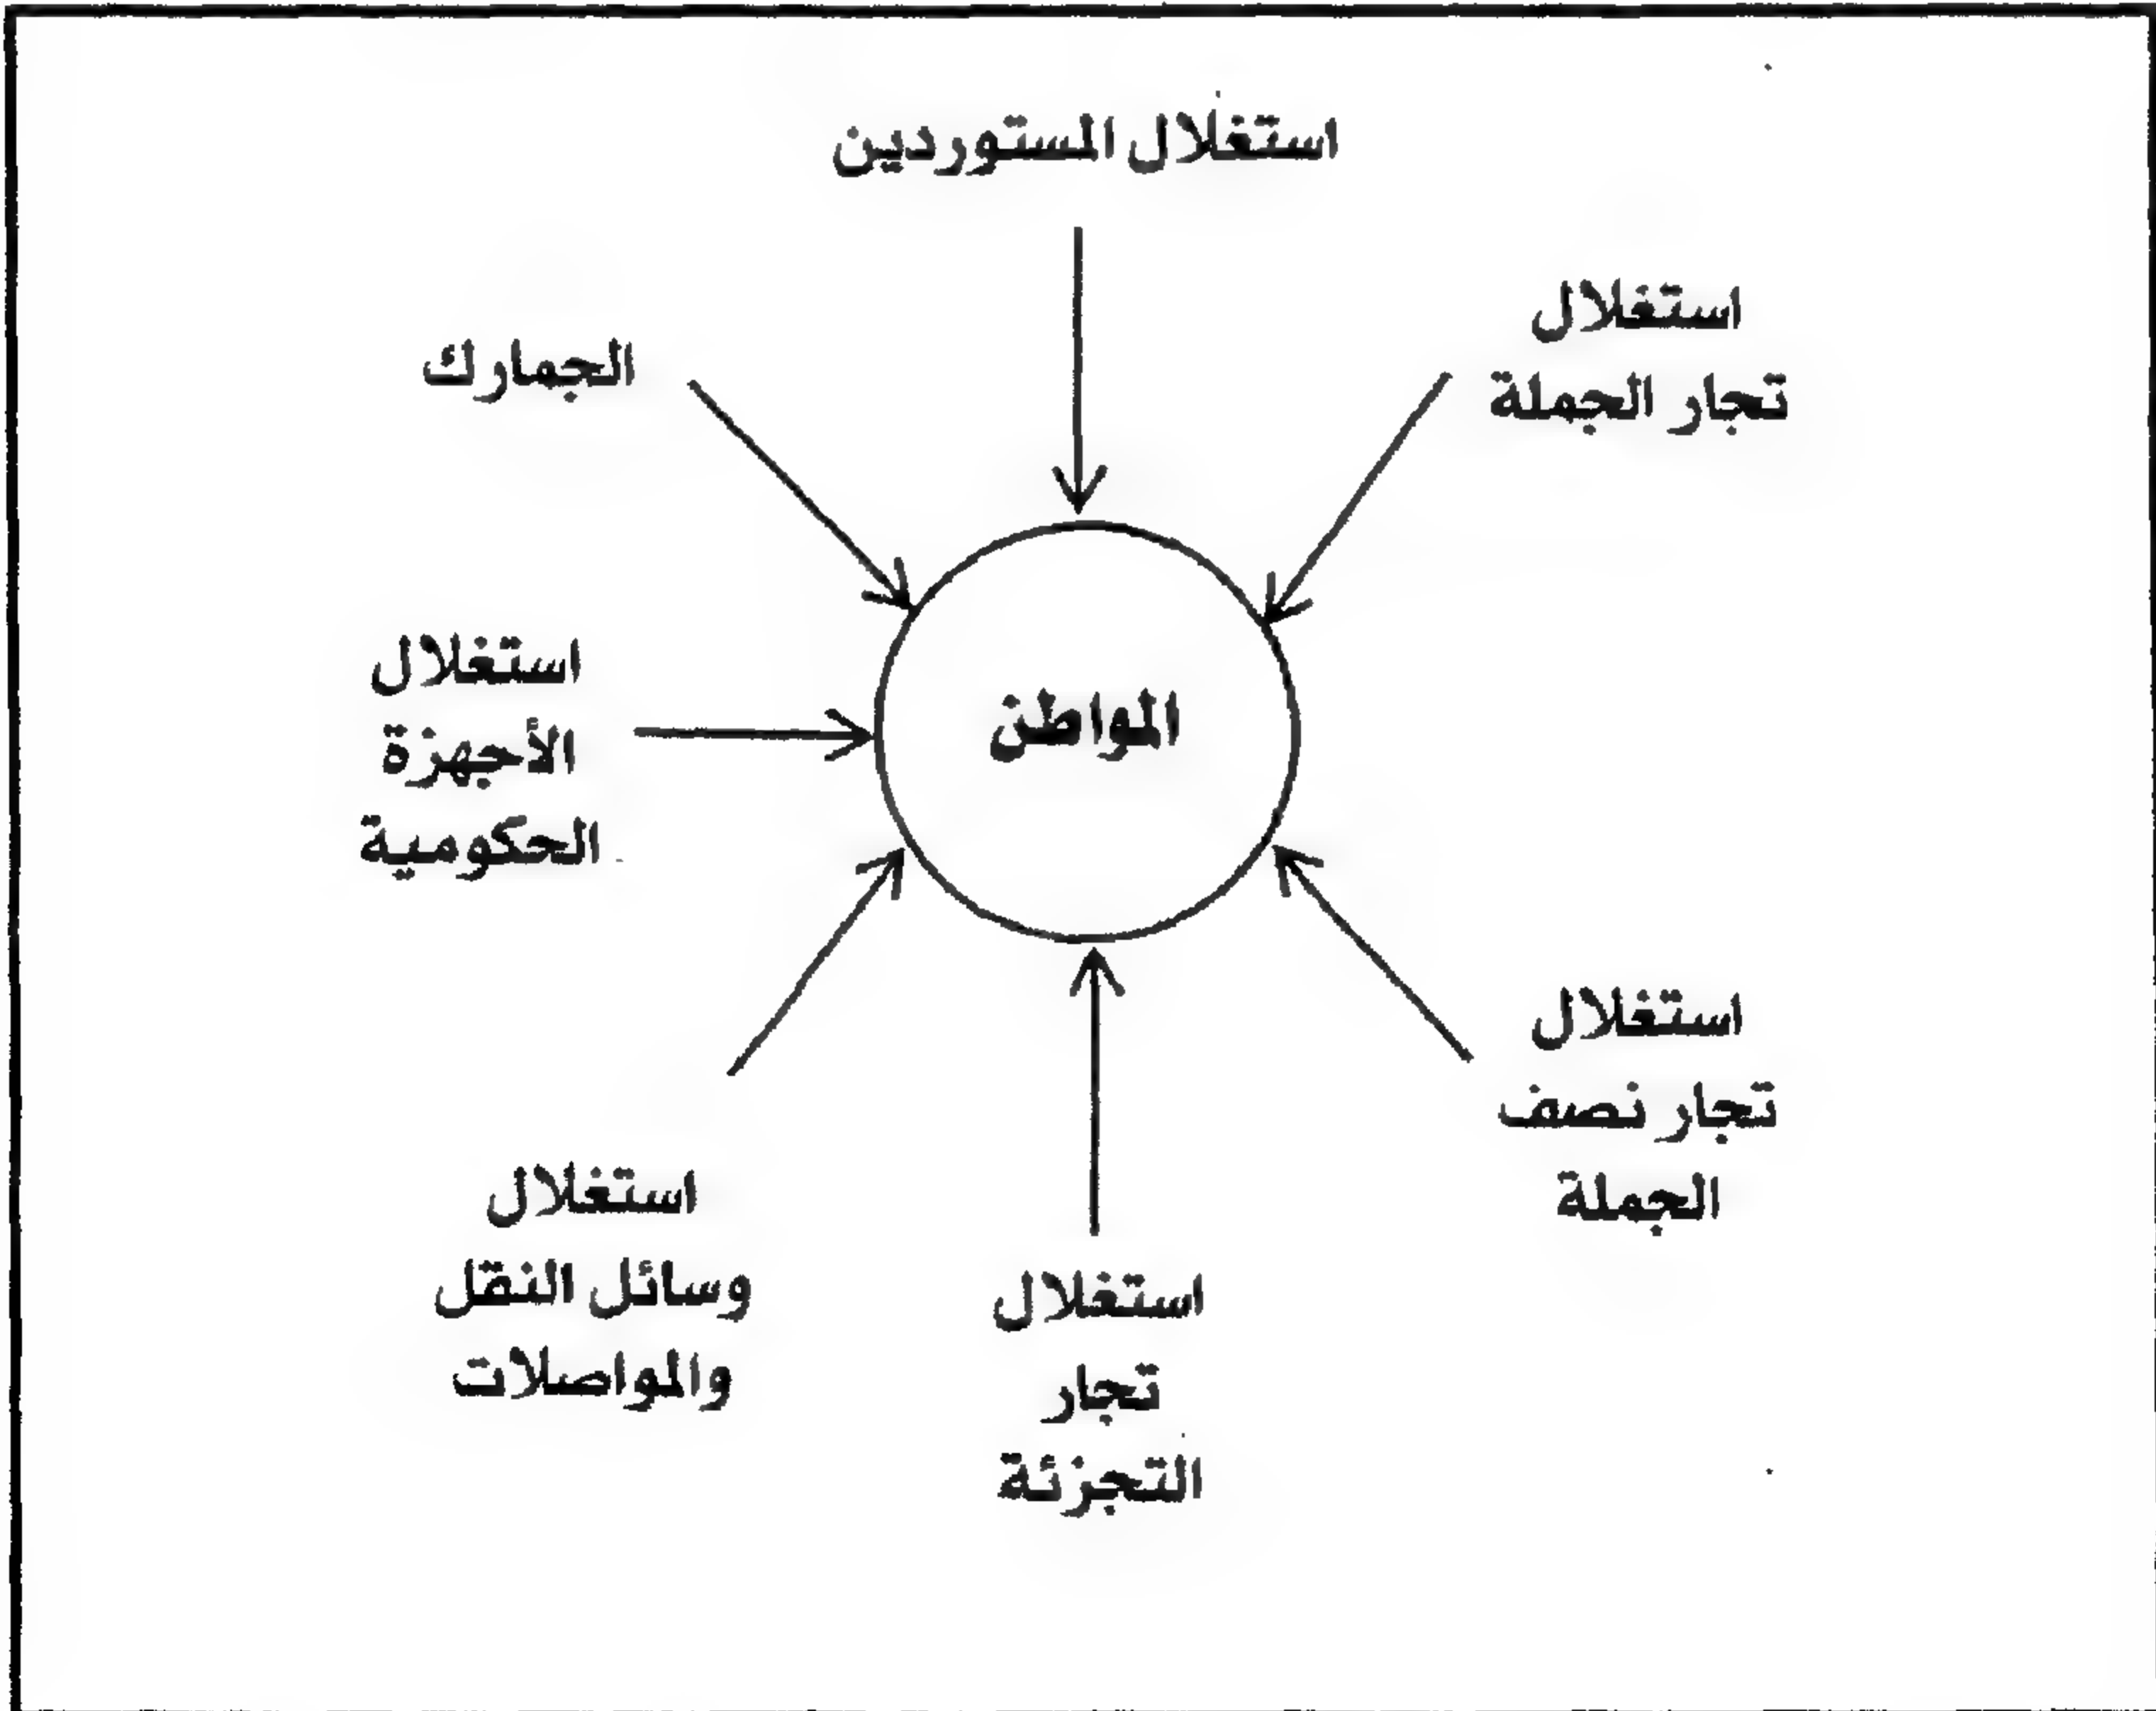 استغلال المستوردين
استغلال
تجار الجملة
الجمارك
استغلال
الأجهزة
الحكومية
المواطن
استغلال
تجار نصف
الجملة
استغلال
وسائل النقل
والمواصلات
استغلال
تجار
التجزئة